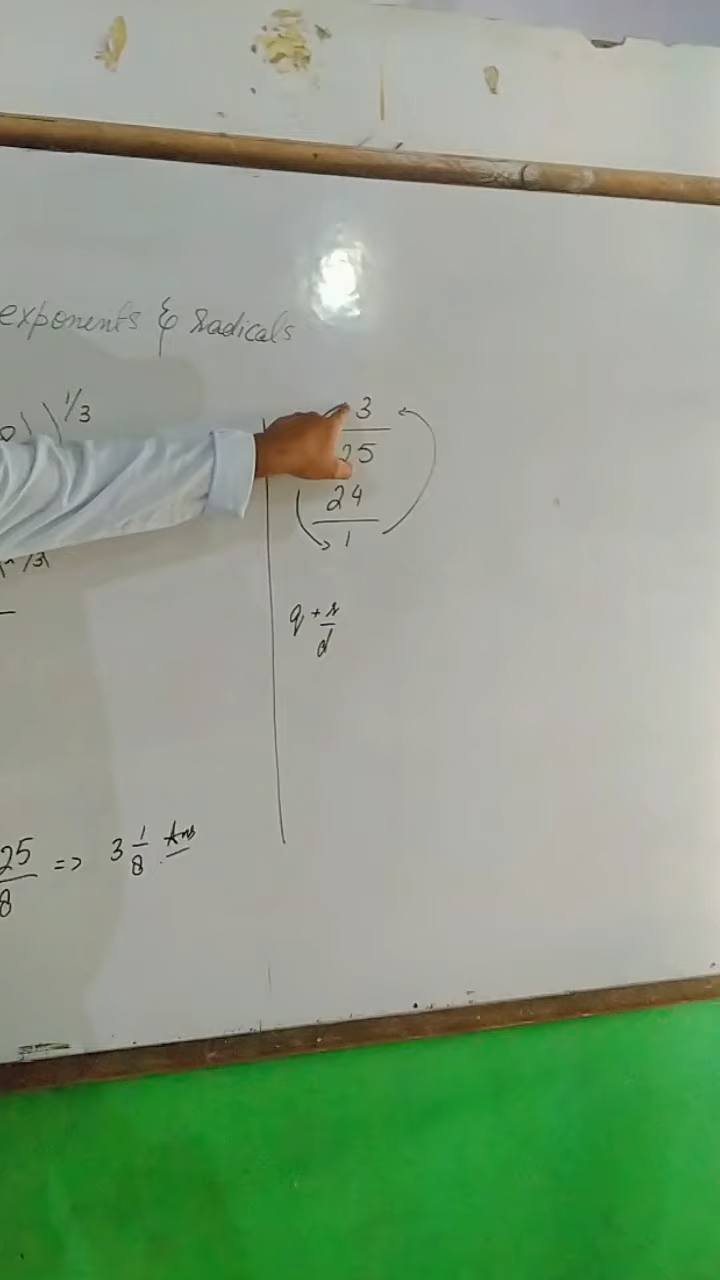 exponents & radicals
)^1/3
3
25
24
1
q + r/d
25/8 => 3 1/8 Ans